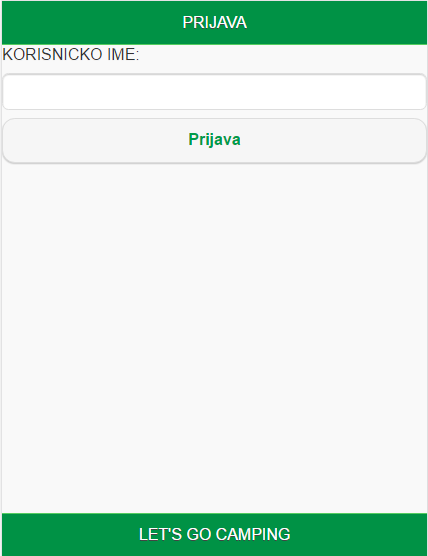 PRIJAVA
KORISNICKO IME:
Prijava
LET'S GO CAMPING